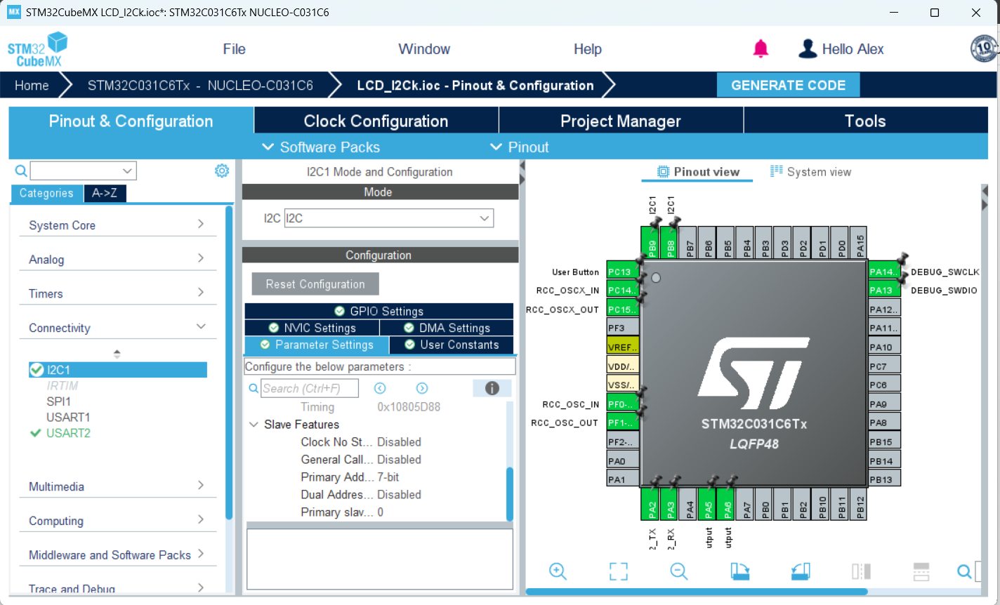 MX STM32CubeMX LCD_I2Ck.ioc*: STM32C031C6Tx NUCLEO-C031C6
STM32
CubeMX
File
Window
Help
Hello Alex
10
Home
STM32C031C6Tx - NUCLEO-C031C6
LCD_I2Ck.ioc - Pinout & Configuration
GENERATE CODE
Pinout & Configuration
Clock Configuration
Project Manager
Tools
Software Packs
Pinout
Categories
A->Z
System Core
Analog
Timers
Connectivity
I2C1
IRTIM
SPI1
USART1
USART2
Multimedia
Computing
Middleware and Software Packs
Trace and Debug
I2C1 Mode and Configuration
Mode
I2C I2C
Configuration
Reset Configuration
GPIO Settings
NVIC Settings
DMA Settings
Parameter Settings
User Constants
Configure the below parameters :
Search (Ctrl+F)
Timing 0x10805D88
Slave Features
Clock No St... Disabled
General Call... Disabled
Primary Add... 7-bit
Dual Addres... Disabled
Primary slav... 0
Pinout view
System view
I2C1
I2C1
PB9
PB8
PB7
PB6
PB5
PB4
PB3
PD3
PD2
PD1
PD0
PA15
User Button PC13
RCC_OSCX_IN PC14..
RCC_OSCX_OUT PC15..
PF3
VREF..
VDD/..
VSS/..
RCC_OSC_IN PF0-..
RCC_OSC_OUT PF1-..
PF2-..
PA0
PA1
STM32C031C6Tx
LQFP48
PA14.. DEBUG_SWCLK
PA13 DEBUG_SWDIO
PA12..
PA11..
PA10
PC7
PC6
PA9
PA8
PB15
PB14
PB13
PA2
PA3
PA4
PA5
PA6
PA7
PB0
PB1
PB2
PB10
PB11
PB12
2_TX
2_RX
utput
utput